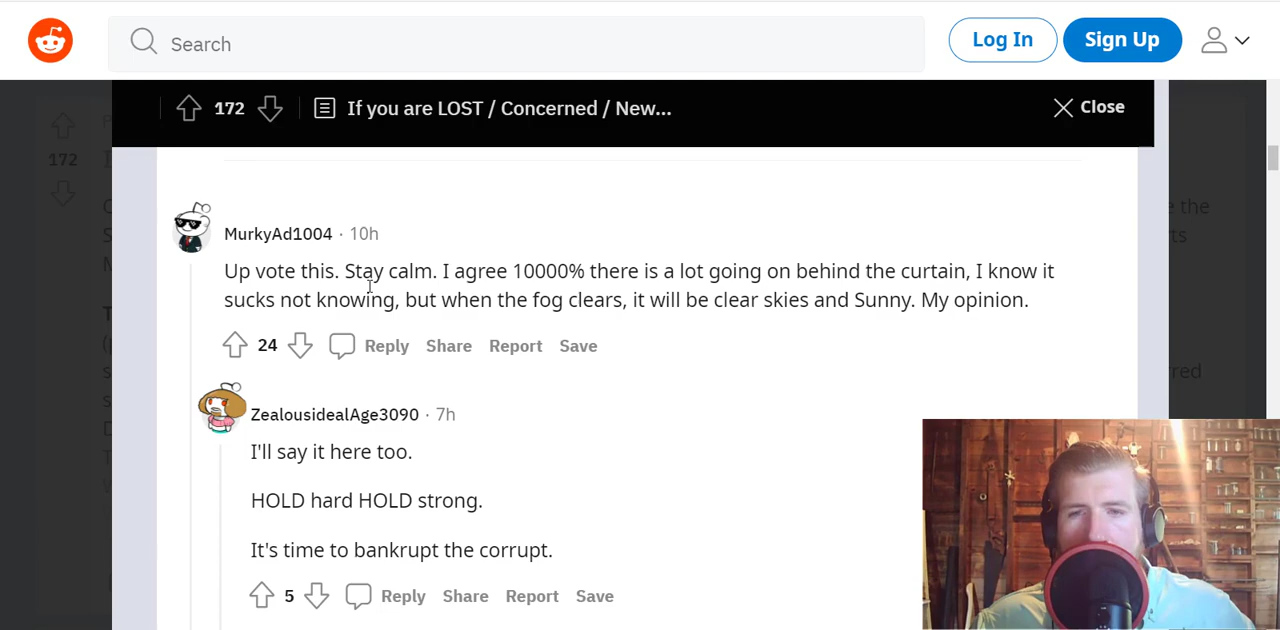 Search
Log In
Sign Up
172
If you are LOST / Concerned / New...
Close
172
MurkyAd1004 · 10h
Up vote this. Stay calm. I agree 10000% there is a lot going on behind the curtain, I know it
sucks not knowing, but when the fog clears, it will be clear skies and Sunny. My opinion.
24 Reply Share Report Save
ZealousidealAge3090 · 7h
I'll say it here too.
HOLD hard HOLD strong.
It's time to bankrupt the corrupt.
5 Reply Share Report Save